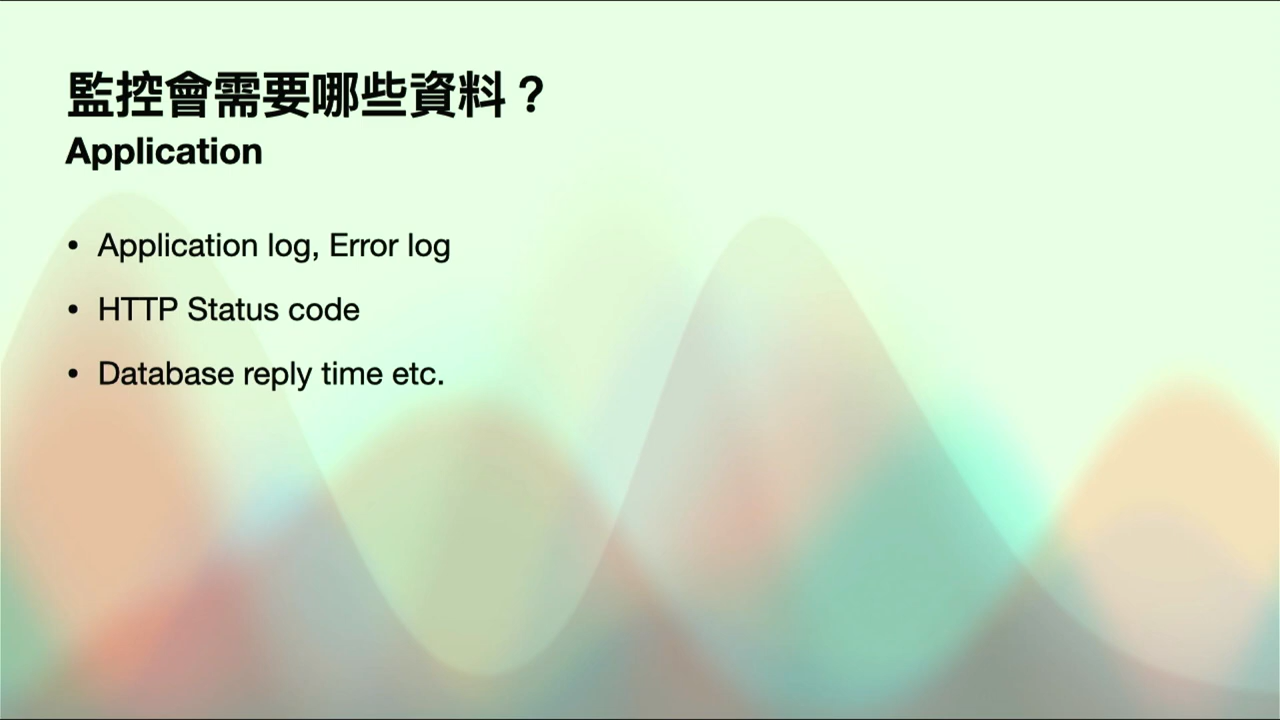 監控會需要哪些資料？
Application
• Application log, Error log
• HTTP Status code
• Database reply time etc.